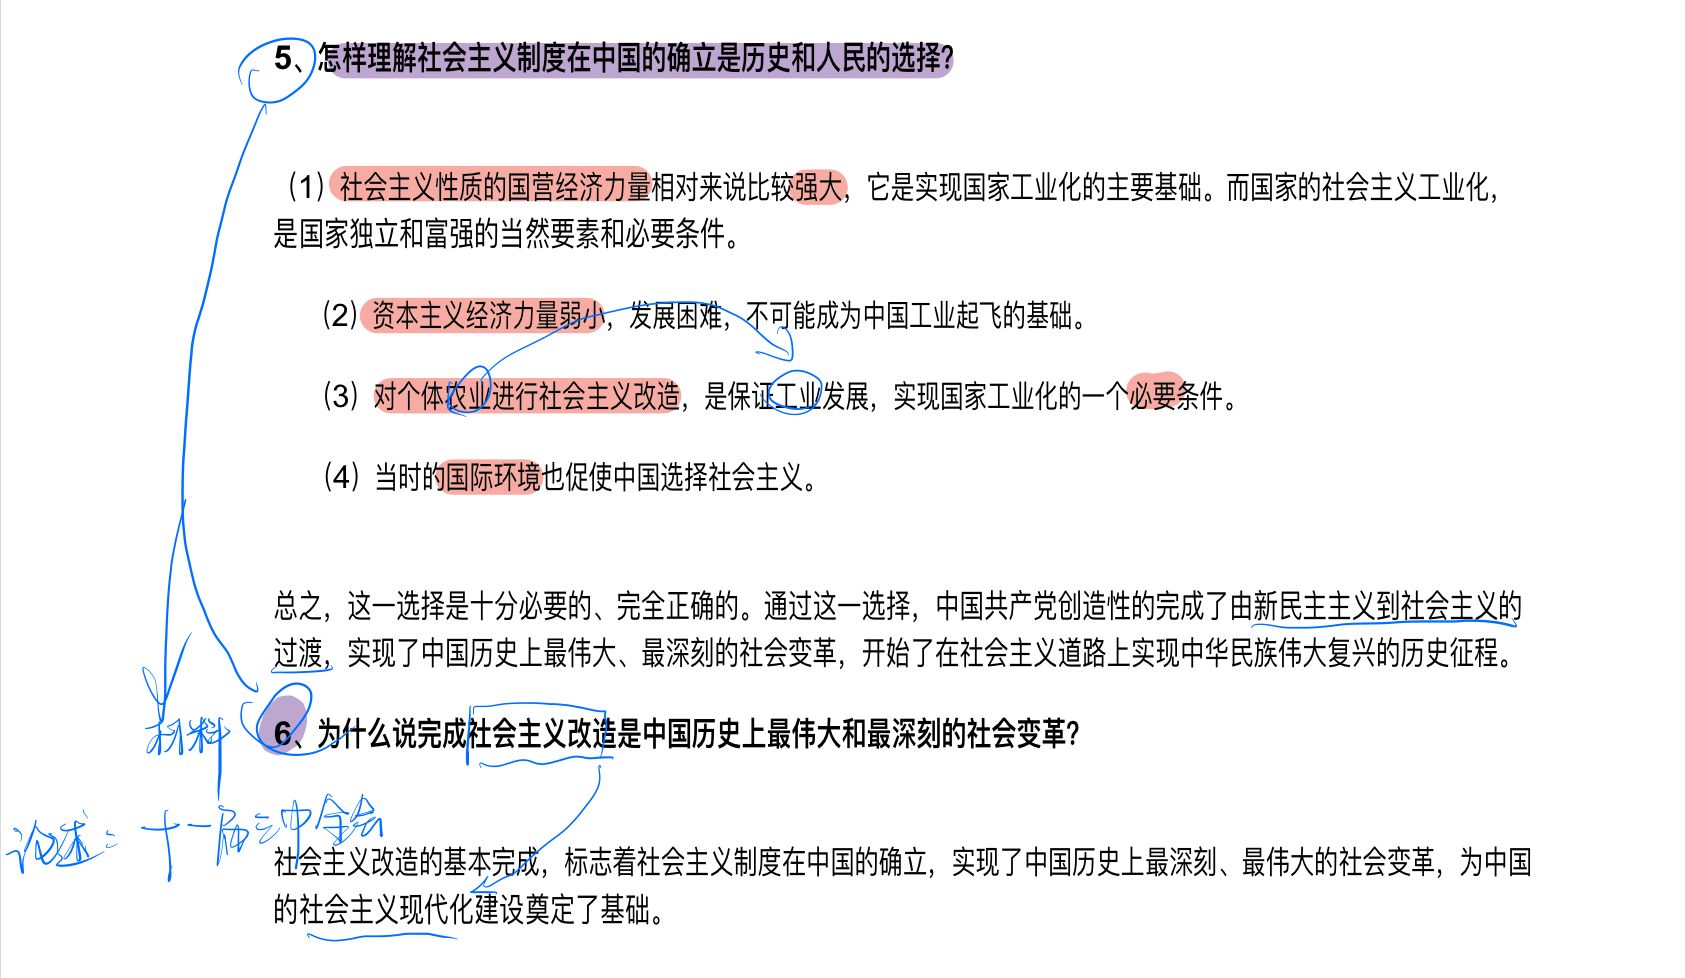 5、怎样理解社会主义制度在中国的确立是历史和人民的选择?
（1）社会主义性质的国营经济力量相对来说比较强大，它是实现国家工业化的主要基础。而国家的社会主义工业化，
是国家独立和富强的当然要素和必要条件。
（2）资本主义经济力量弱小，发展困难，不可能成为中国工业起飞的基础。
（3）对个体农业进行社会主义改造，是保证工业发展，实现国家工业化的一个必要条件。
（4）当时的国际环境也促使中国选择社会主义。
总之，这一选择是十分必要的、完全正确的。通过这一选择，中国共产党创造性的完成了由新民主主义到社会主义的
过渡，实现了中国历史上最伟大、最深刻的社会变革，开始了在社会主义道路上实现中华民族伟大复兴的历史征程。
材料
6、为什么说完成社会主义改造是中国历史上最伟大和最深刻的社会变革?
论述：十一届三中全会
社会主义改造的基本完成，标志着社会主义制度在中国的确立，实现了中国历史上最深刻、最伟大的社会变革，为中国
的社会主义现代化建设奠定了基础。